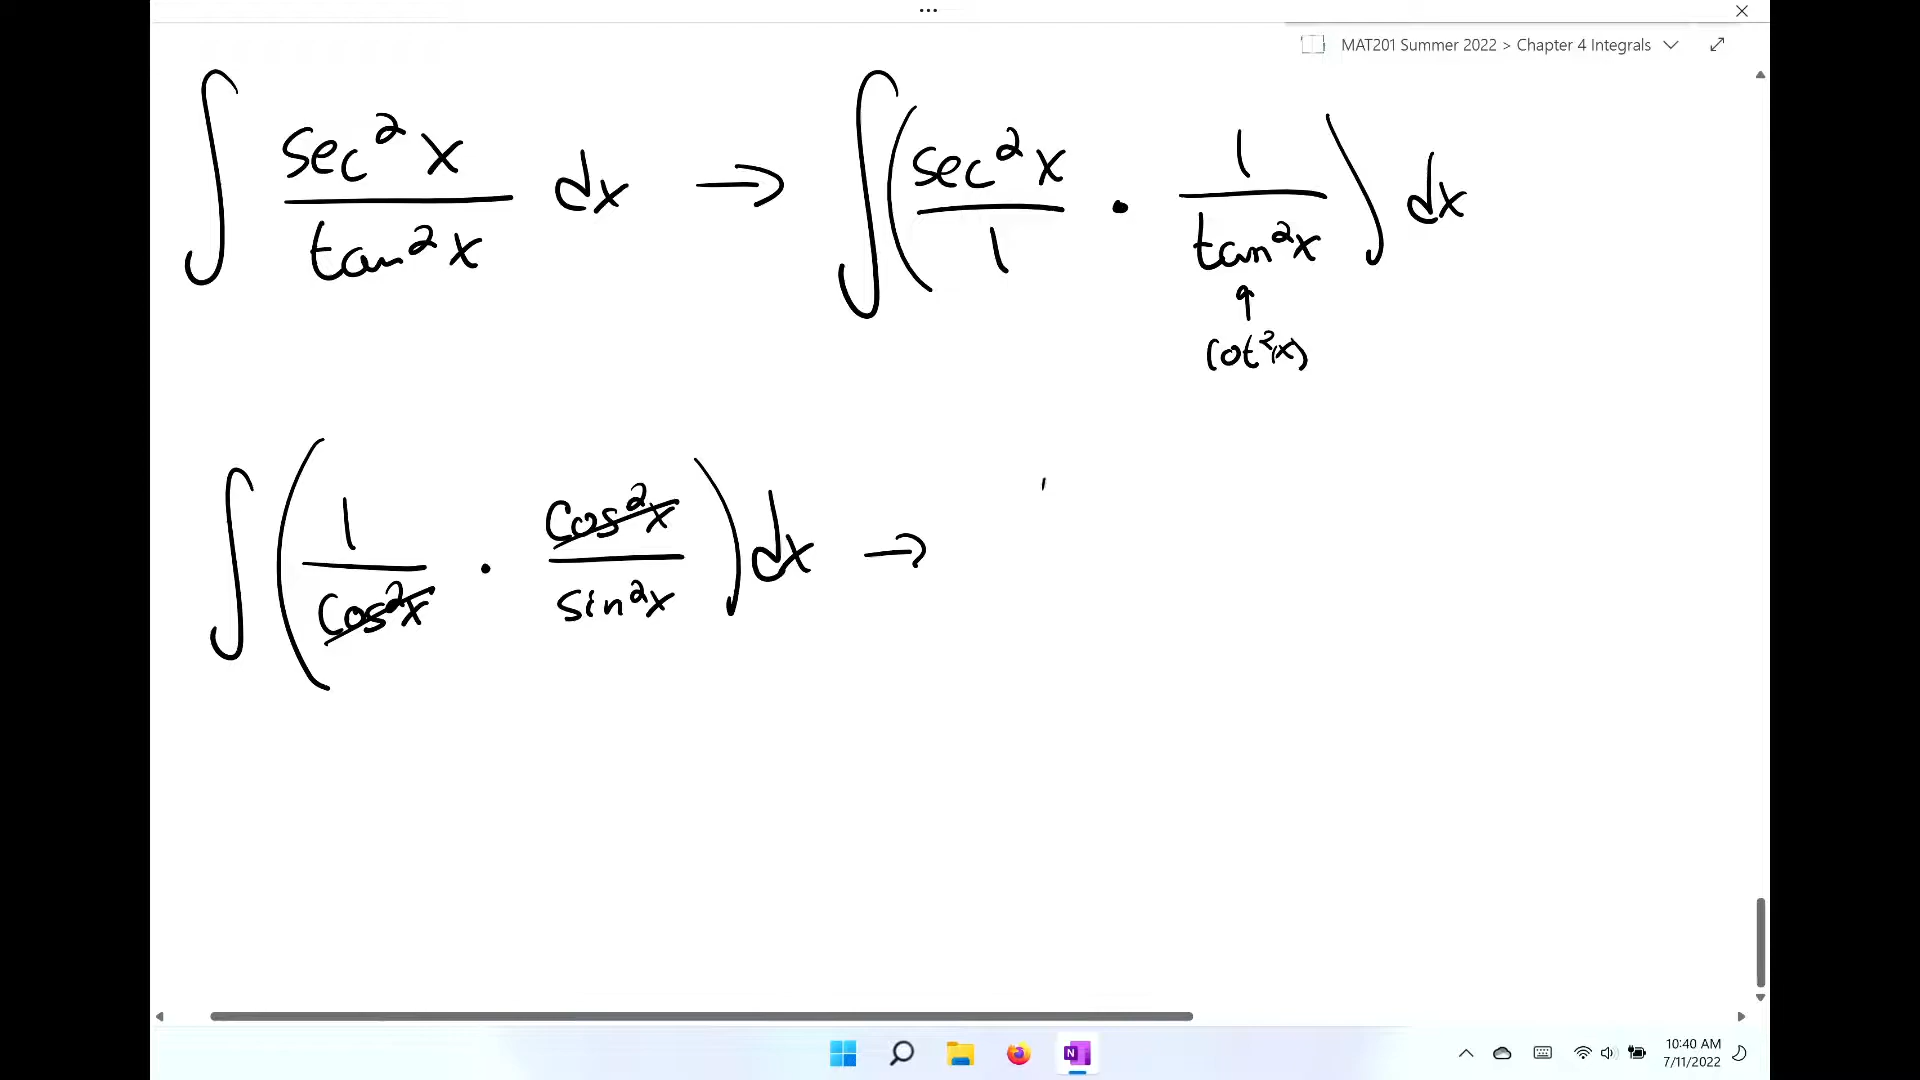 ...
MAT201 Summer 2022 > Chapter 4 Integrals
∫ sec²x / tan²x dx → ∫ ( sec²x / 1 · 1 / tan²x ) dx
↑
cot²(x)
∫ ( 1 / cos²x · cos²x / sin²x ) dx →
10:40 AM
7/11/2022